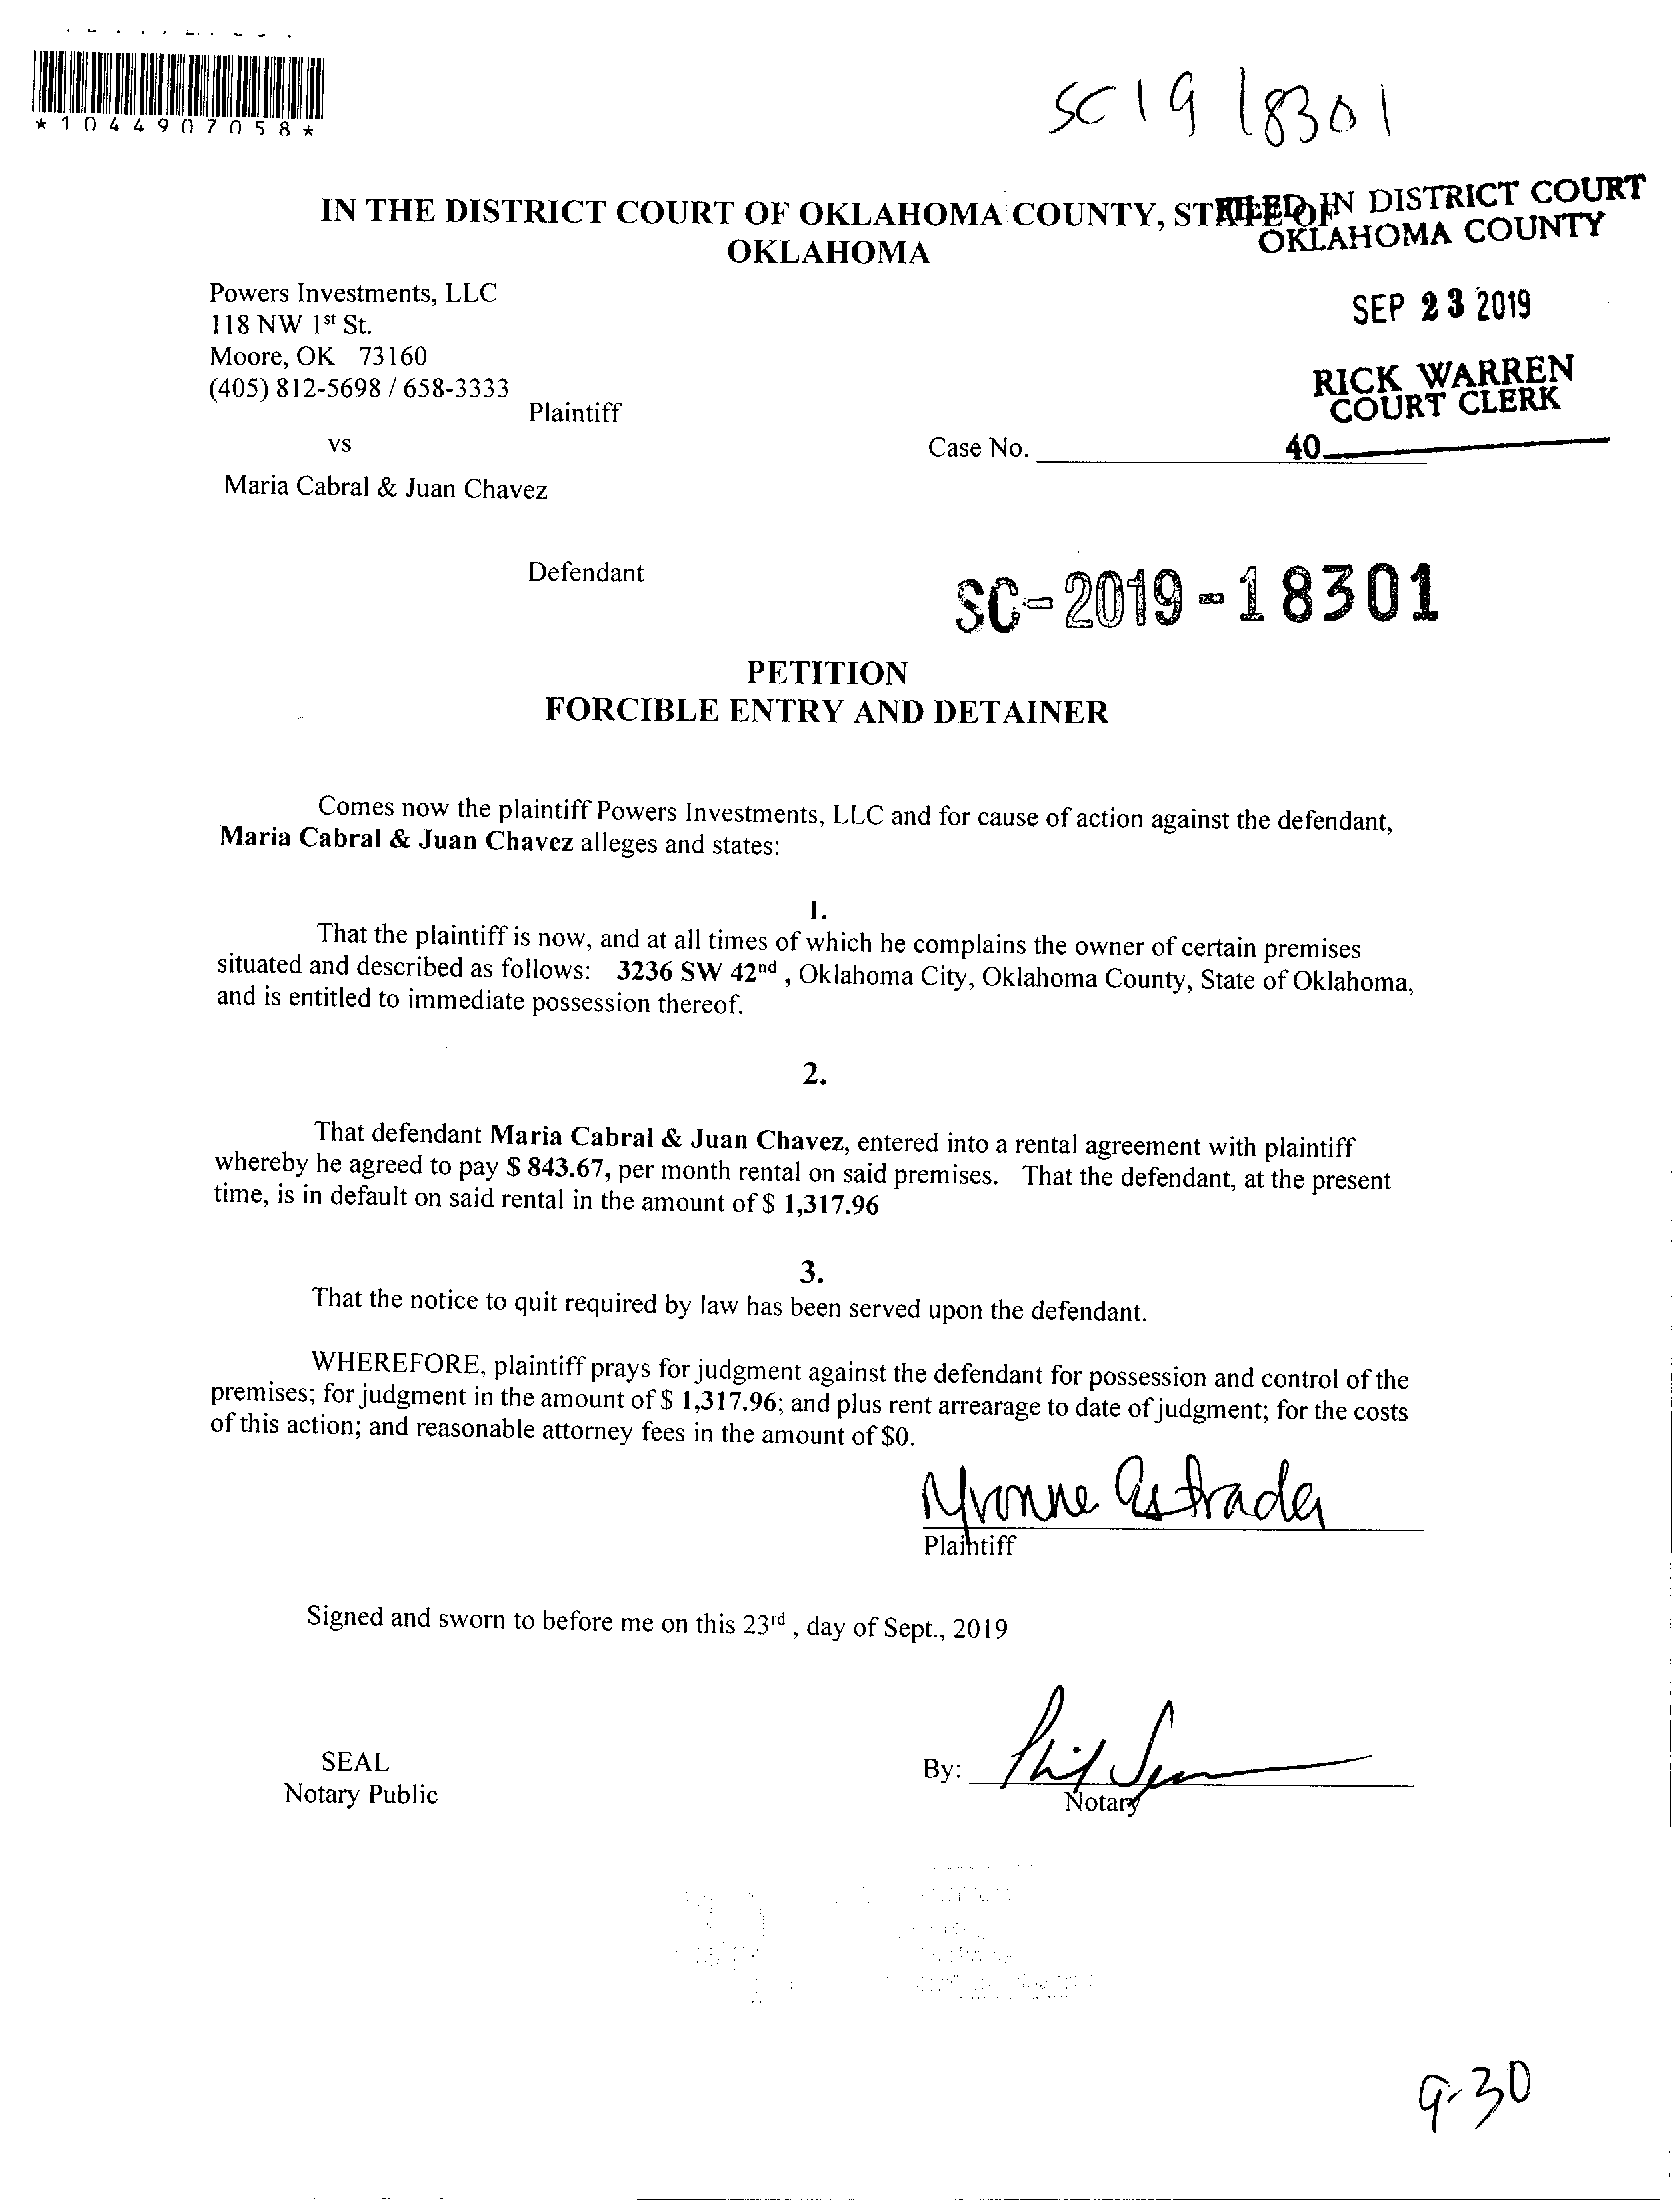 *1044907058*
SC19 18301
IN THE DISTRICT COURT OF OKLAHOMA COUNTY, STATE OF
OKLAHOMA
FILED IN DISTRICT COURT
OKLAHOMA COUNTY
SEP 23 2019
RICK WARREN
COURT CLERK
40
Powers Investments, LLC
118 NW 1st St.
Moore, OK 73160
(405) 812-5698 / 658-3333
Plaintiff
vs
Case No.
Maria Cabral & Juan Chavez
Defendant
SC-2019-18301
PETITION
FORCIBLE ENTRY AND DETAINER
Comes now the plaintiff Powers Investments, LLC and for cause of action against the defendant,
Maria Cabral & Juan Chavez alleges and states:
1.
That the plaintiff is now, and at all times of which he complains the owner of certain premises
situated and described as follows: 3236 SW 42nd , Oklahoma City, Oklahoma County, State of Oklahoma,
and is entitled to immediate possession thereof.
2.
That defendant Maria Cabral & Juan Chavez, entered into a rental agreement with plaintiff
whereby he agreed to pay $ 843.67, per month rental on said premises. That the defendant, at the present
time, is in default on said rental in the amount of $ 1,317.96
3.
That the notice to quit required by law has been served upon the defendant.
WHEREFORE, plaintiff prays for judgment against the defendant for possession and control of the
premises; for judgment in the amount of $ 1,317.96; and plus rent arrearage to date of judgment; for the costs
of this action; and reasonable attorney fees in the amount of $0.
Yvonne Estrada
Plaintiff
Signed and sworn to before me on this 23rd , day of Sept., 2019
SEAL
Notary Public
By:
Notary
9-30